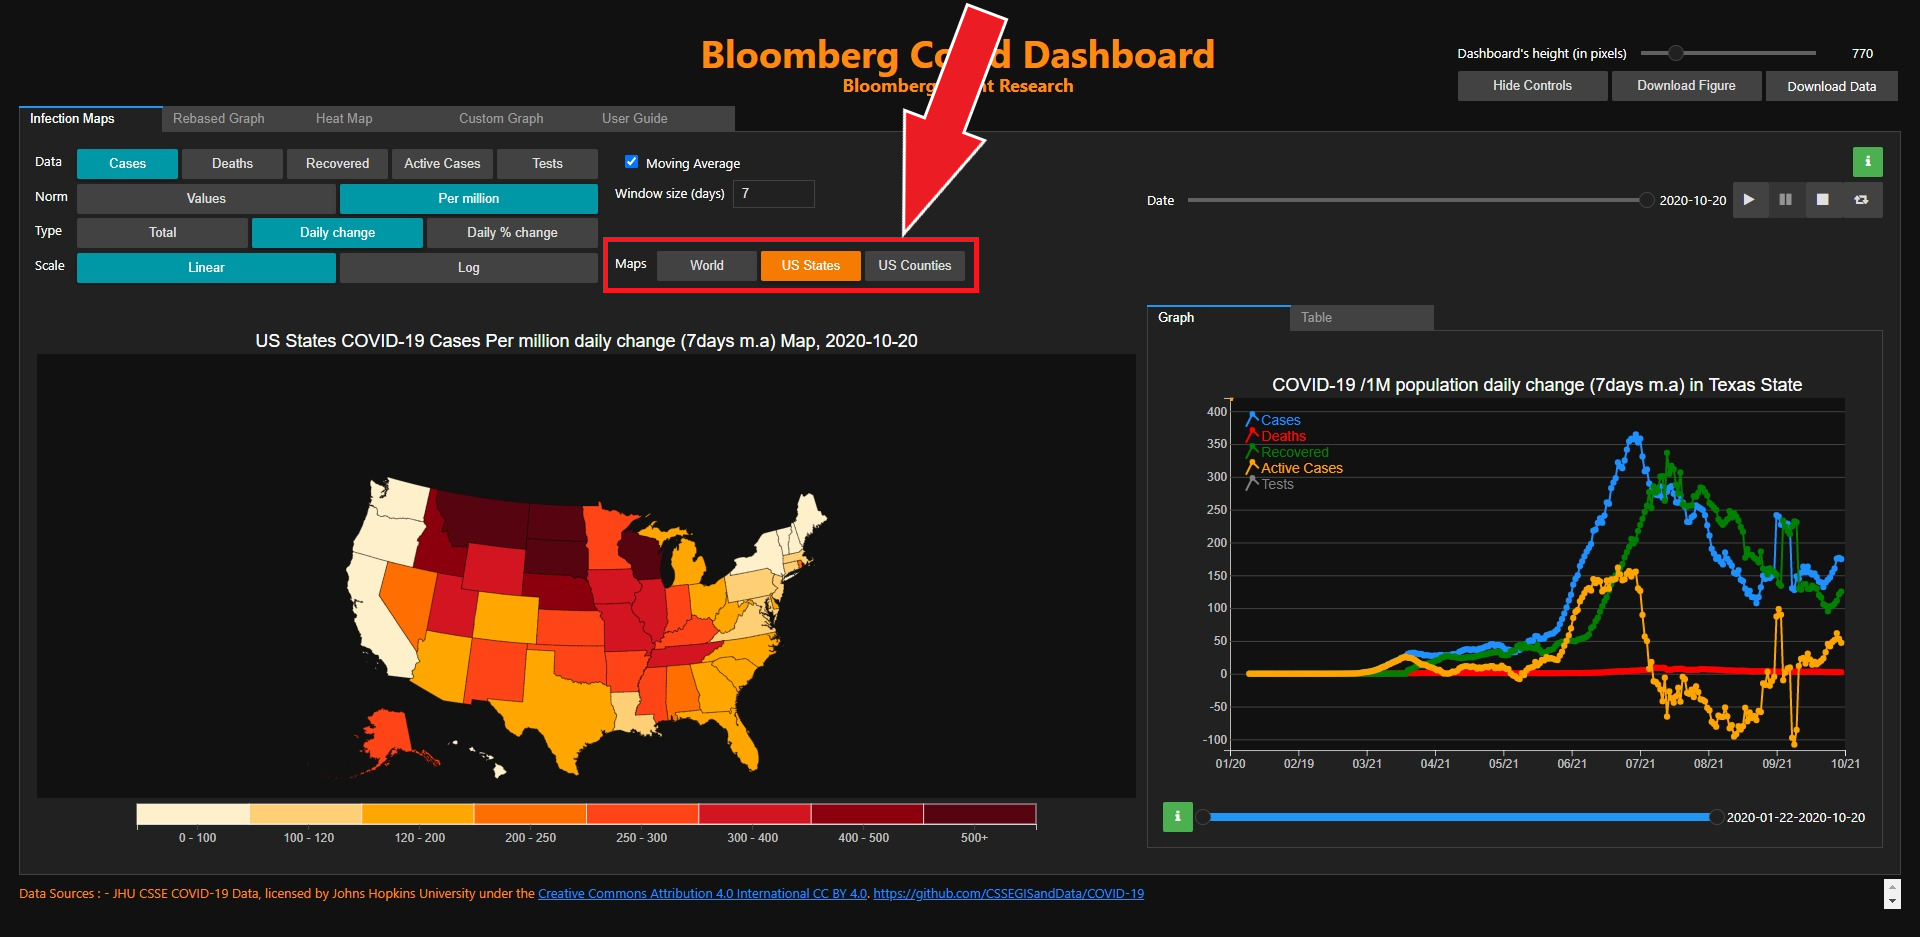 Bloomberg Co d Dashboard
Bloomberg nt Research
Dashboard's height (in pixels) 770
Hide Controls Download Figure Download Data
Infection Maps Rebased Graph Heat Map Custom Graph User Guide
Data Cases Deaths Recovered Active Cases Tests
Moving Average
Norm Values Per million
Window size (days) 7
Type Total Daily change Daily % change
Scale Linear Log
Maps World US States US Counties
Date 2020-10-20
US States COVID-19 Cases Per million daily change (7days m.a) Map, 2020-10-20
0 - 100 100 - 120 120 - 200 200 - 250 250 - 300 300 - 400 400 - 500 500+
Graph Table
COVID-19 /1M population daily change (7days m.a) in Texas State
Cases
Deaths
Recovered
Active Cases
Tests
400
350
300
250
200
150
100
50
0
-50
-100
01/20 02/19 03/21 04/21 05/21 06/21 07/21 08/21 09/21 10/21
2020-01-22-2020-10-20
Data Sources : - JHU CSSE COVID-19 Data, licensed by Johns Hopkins University under the Creative Commons Attribution 4.0 International CC BY 4.0. https://github.com/CSSEGISandData/COVID-19